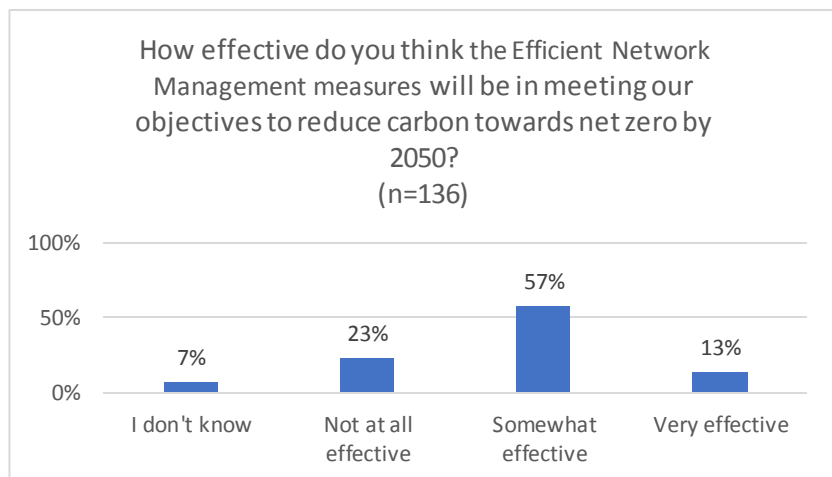 How effective do you think the Efficient Network
Management measures will be in meeting our
objectives to reduce carbon towards net zero by
2050?
(n=136)
100%
50%
0%
7%
23%
57%
13%
I don't know
Not at all
effective
Somewhat
effective
Very effective